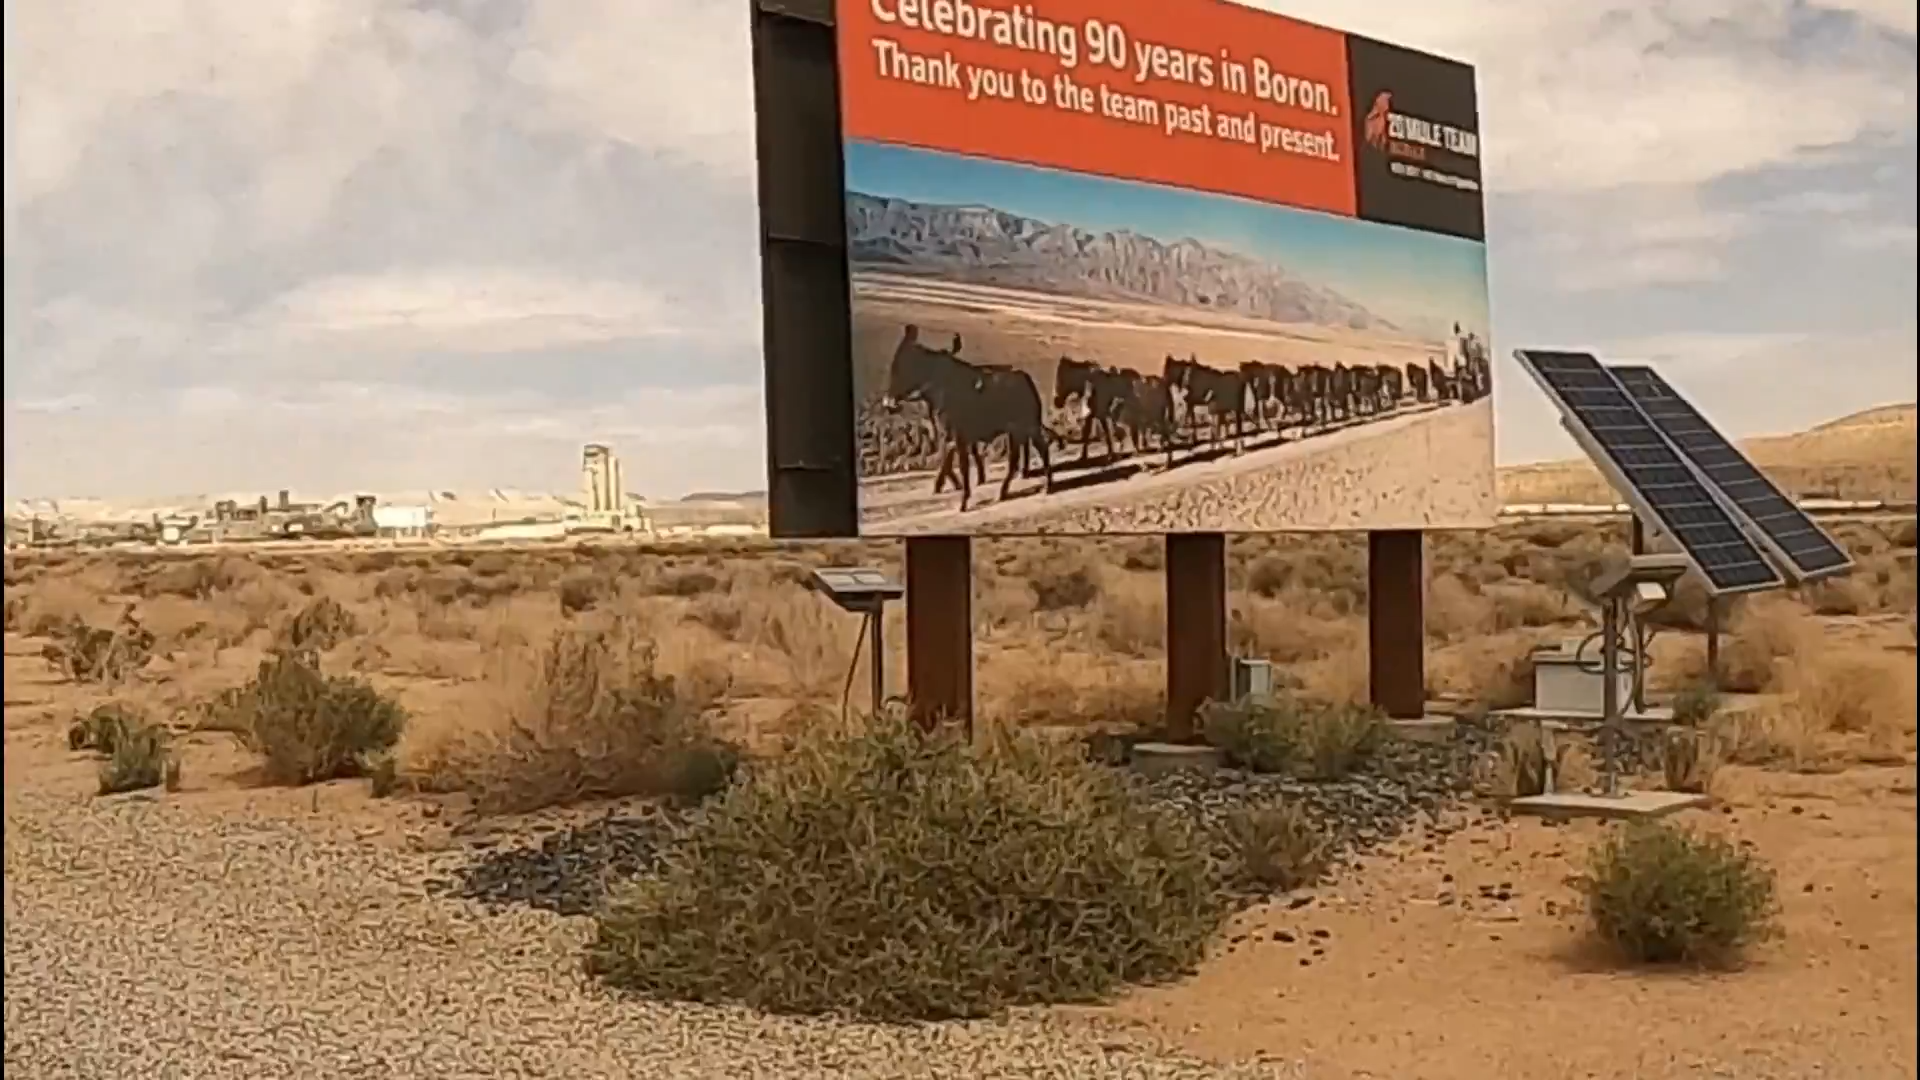 Celebrating 90 years in Boron.
Thank you to the team past and present.
20 MULE TEAM